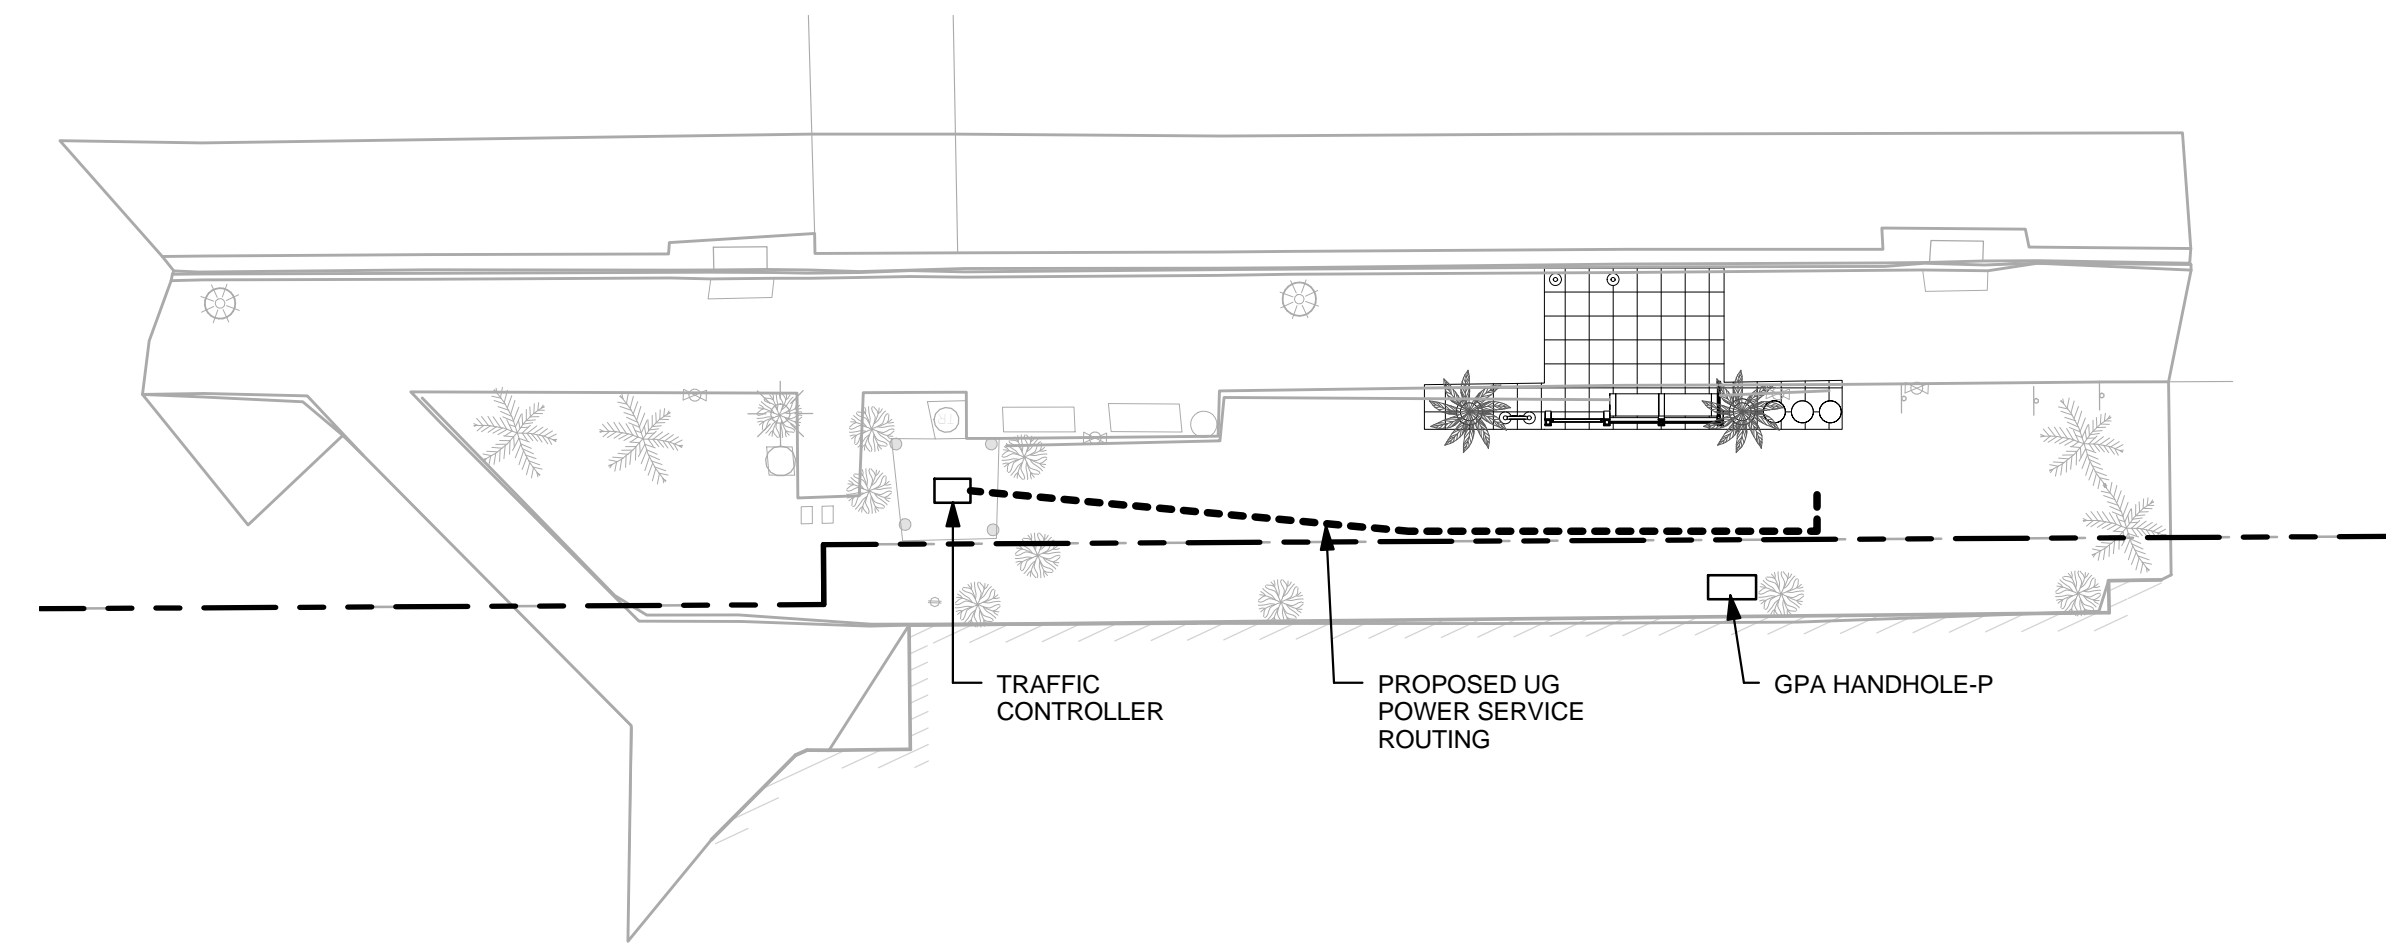 TRAFFIC
CONTROLLER
PROPOSED UG
POWER SERVICE
ROUTING
GPA HANDHOLE-P